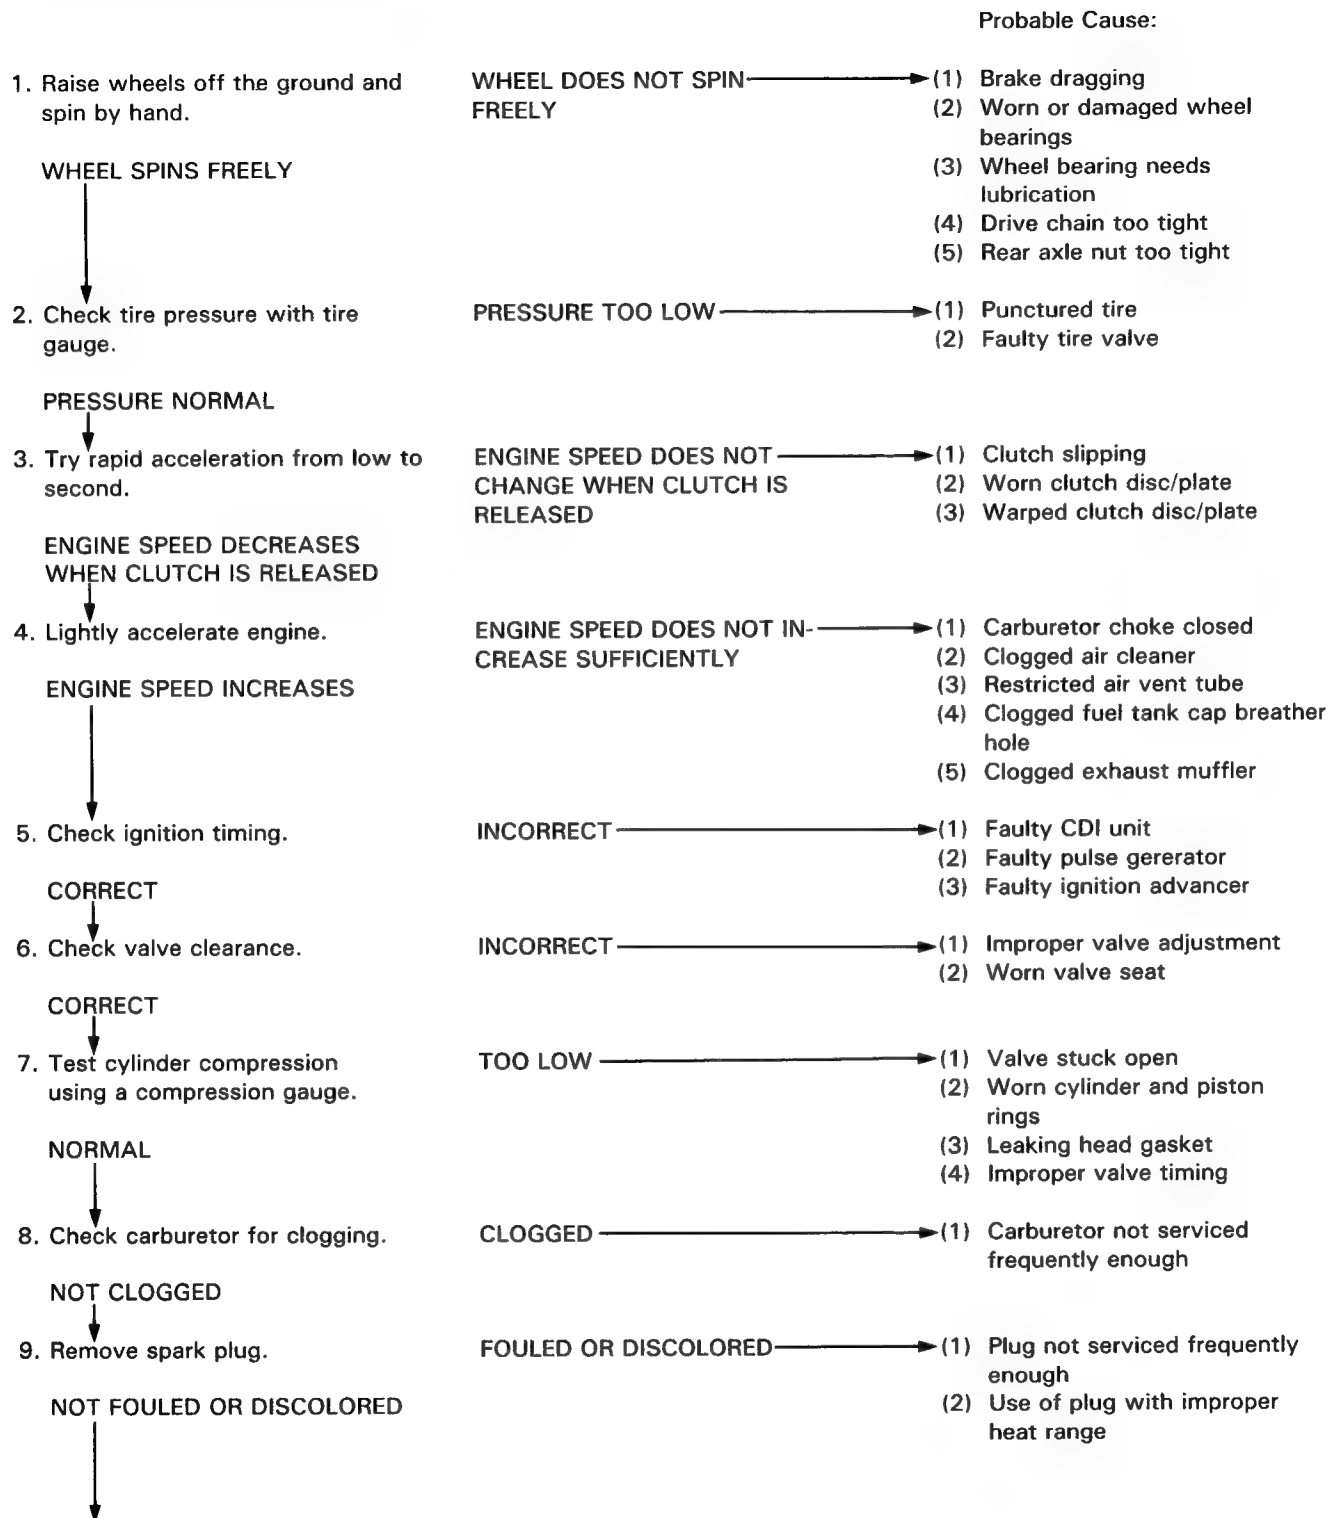 Probable Cause:
1. Raise wheels off the ground and
spin by hand.
WHEEL DOES NOT SPIN
FREELY
(1) Brake dragging
(2) Worn or damaged wheel
bearings
(3) Wheel bearing needs
lubrication
(4) Drive chain too tight
(5) Rear axle nut too tight
WHEEL SPINS FREELY
2. Check tire pressure with tire
gauge.
PRESSURE TOO LOW
(1) Punctured tire
(2) Faulty tire valve
PRESSURE NORMAL
3. Try rapid acceleration from low to
second.
ENGINE SPEED DOES NOT
CHANGE WHEN CLUTCH IS
RELEASED
(1) Clutch slipping
(2) Worn clutch disc/plate
(3) Warped clutch disc/plate
ENGINE SPEED DECREASES
WHEN CLUTCH IS RELEASED
4. Lightly accelerate engine.
ENGINE SPEED DOES NOT IN-
CREASE SUFFICIENTLY
(1) Carburetor choke closed
(2) Clogged air cleaner
(3) Restricted air vent tube
(4) Clogged fuel tank cap breather
hole
(5) Clogged exhaust muffler
ENGINE SPEED INCREASES
5. Check ignition timing.
INCORRECT
(1) Faulty CDI unit
(2) Faulty pulse gererator
(3) Faulty ignition advancer
CORRECT
6. Check valve clearance.
INCORRECT
(1) Improper valve adjustment
(2) Worn valve seat
CORRECT
7. Test cylinder compression
using a compression gauge.
TOO LOW
(1) Valve stuck open
(2) Worn cylinder and piston
rings
(3) Leaking head gasket
(4) Improper valve timing
NORMAL
8. Check carburetor for clogging.
CLOGGED
(1) Carburetor not serviced
frequently enough
NOT CLOGGED
9. Remove spark plug.
FOULED OR DISCOLORED
(1) Plug not serviced frequently
enough
(2) Use of plug with improper
heat range
NOT FOULED OR DISCOLORED